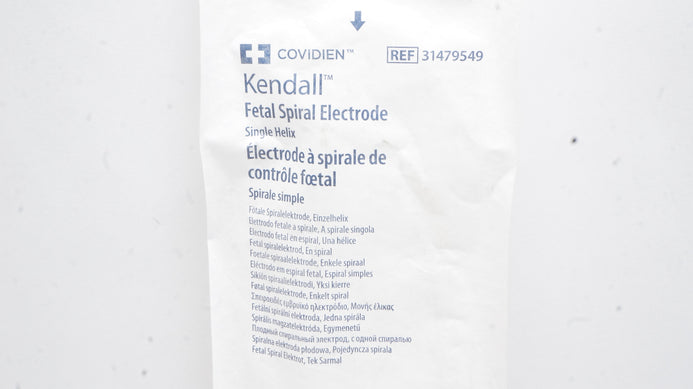 COVIDIEN™ REF 31479549
Kendall™
Fetal Spiral Electrode
Single Helix
Électrode à spirale de
contrôle fœtal
Spirale simple
Fötale Spiralelektrode, Einzelhelix
Elettrodo fetale a spirale, A spirale singola
Electrodo fetal en espiral, Una hélice
Fetal spiralelektrod, En spiral
Foetale spiraalelektrode, Enkele spiraal
Eléctrodo em espiral fetal, Espiral simples
Sikiön spiraalielektrodi, Yksi kierre
Føtal spiralelektrode, Enkelt spiral
Σπειροειδές εμβρυϊκό ηλεκτρόδιο, Μονής έλικας
Fetální spirální elektroda, Jedna spirála
Spirális magzatelektróda, Egymenetű
Плодный спиральный электрод, с одной спиралью
Spiralna elektroda płodowa, Pojedyncza spirala
Fetal Spiral Elektrot, Tek Sarmal